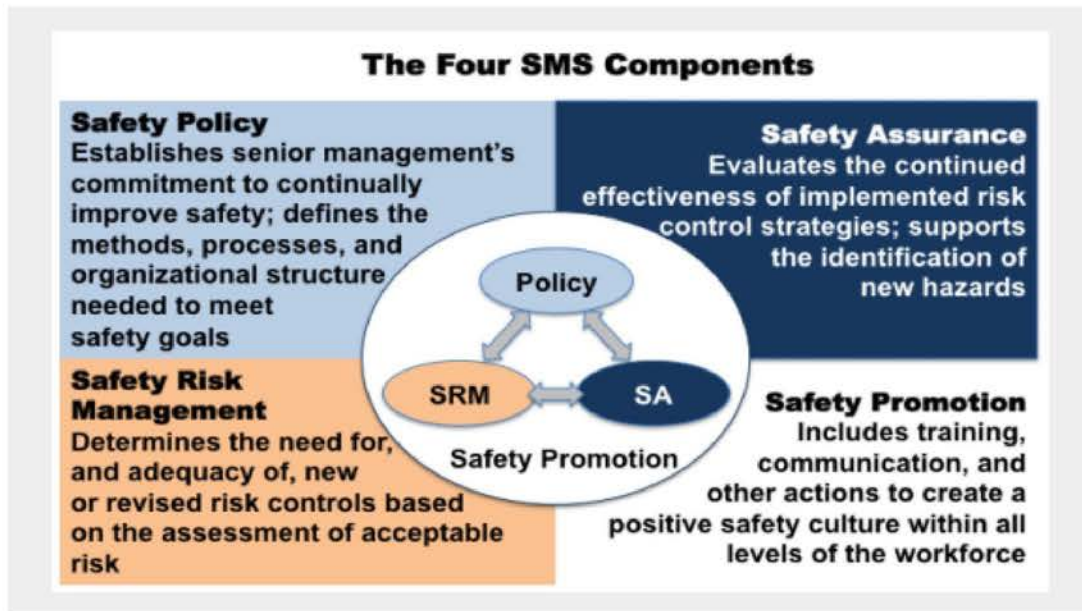 The Four SMS Components
Safety Policy
Establishes senior management's
commitment to continually
improve safety; defines the
methods, processes, and
organizational structure
needed to meet
safety goals
Safety Assurance
Evaluates the continued
effectiveness of implemented risk
control strategies; supports
the identification of
new hazards
Policy
SRM
SA
Safety Promotion
Safety Risk
Management
Determines the need for,
and adequacy of, new
or revised risk controls based
on the assessment of acceptable
risk
Safety Promotion
Includes training,
communication, and
other actions to create a
positive safety culture within all
levels of the workforce